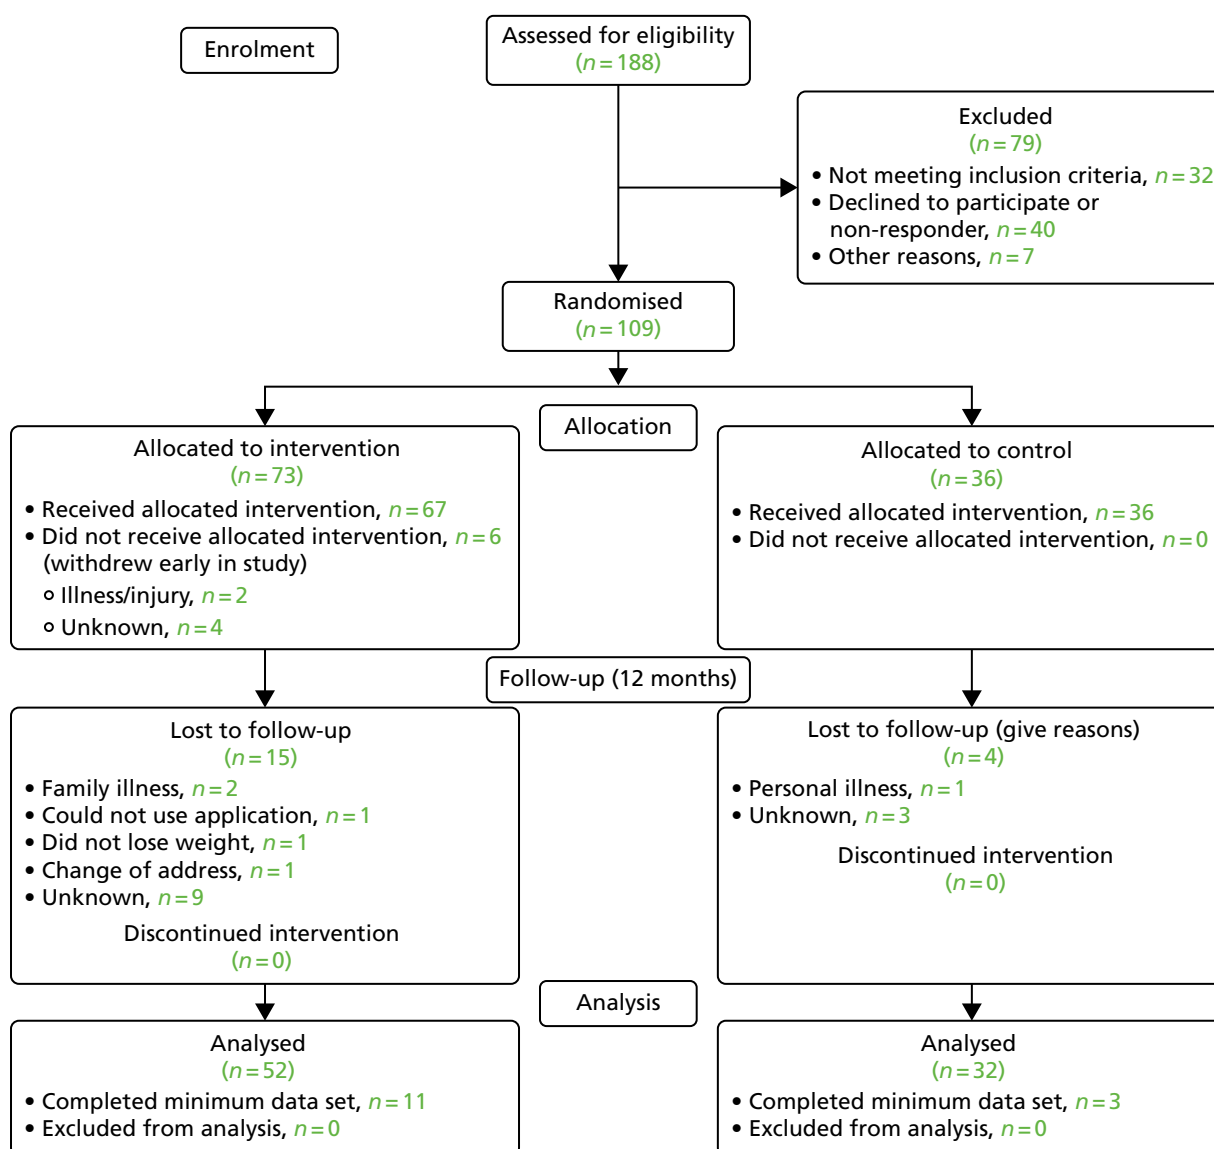 Enrolment
Assessed for eligibility
(n=188)
Excluded
(n=79)
• Not meeting inclusion criteria, n=32
• Declined to participate or
non-responder, n=40
• Other reasons, n=7
Randomised
(n=109)
Allocation
Allocated to intervention
(n=73)
• Received allocated intervention, n=67
• Did not receive allocated intervention, n=6
(withdrew early in study)
Illness/injury, n=2
Unknown, n=4
Allocated to control
(n=36)
• Received allocated intervention, n=36
• Did not receive allocated intervention, n=0
Follow-up (12 months)
Lost to follow-up
(n=15)
• Family illness, n=2
• Could not use application, n=1
• Did not lose weight, n=1
• Change of address, n=1
• Unknown, n=9
Discontinued intervention
(n=0)
Lost to follow-up (give reasons)
(n=4)
• Personal illness, n=1
• Unknown, n=3
Discontinued intervention
(n=0)
Analysis
Analysed
(n=52)
• Completed minimum data set, n=11
• Excluded from analysis, n=0
Analysed
(n=32)
• Completed minimum data set, n=3
• Excluded from analysis, n=0